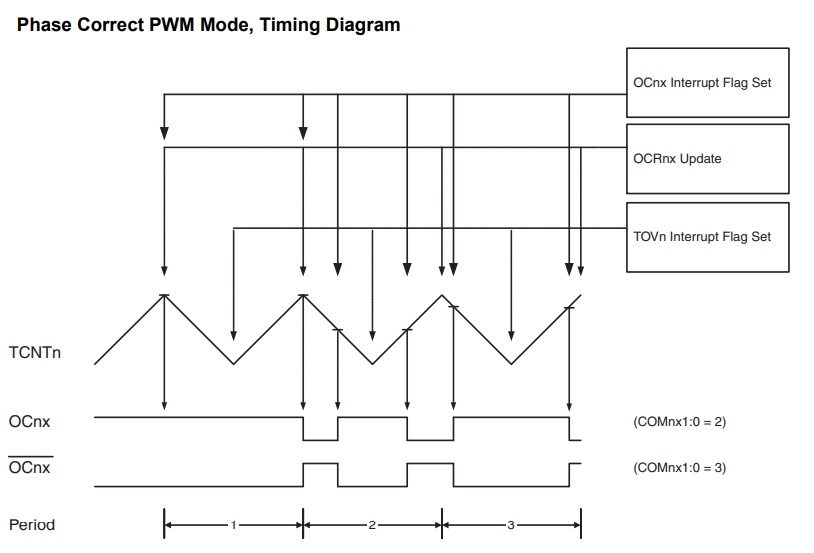 Phase Correct PWM Mode, Timing Diagram
OCnx Interrupt Flag Set
OCRnx Update
TOVn Interrupt Flag Set
TCNTn
OCnx
(COMnx1:0 = 2)
OCnx
(COMnx1:0 = 3)
Period
1
2
3